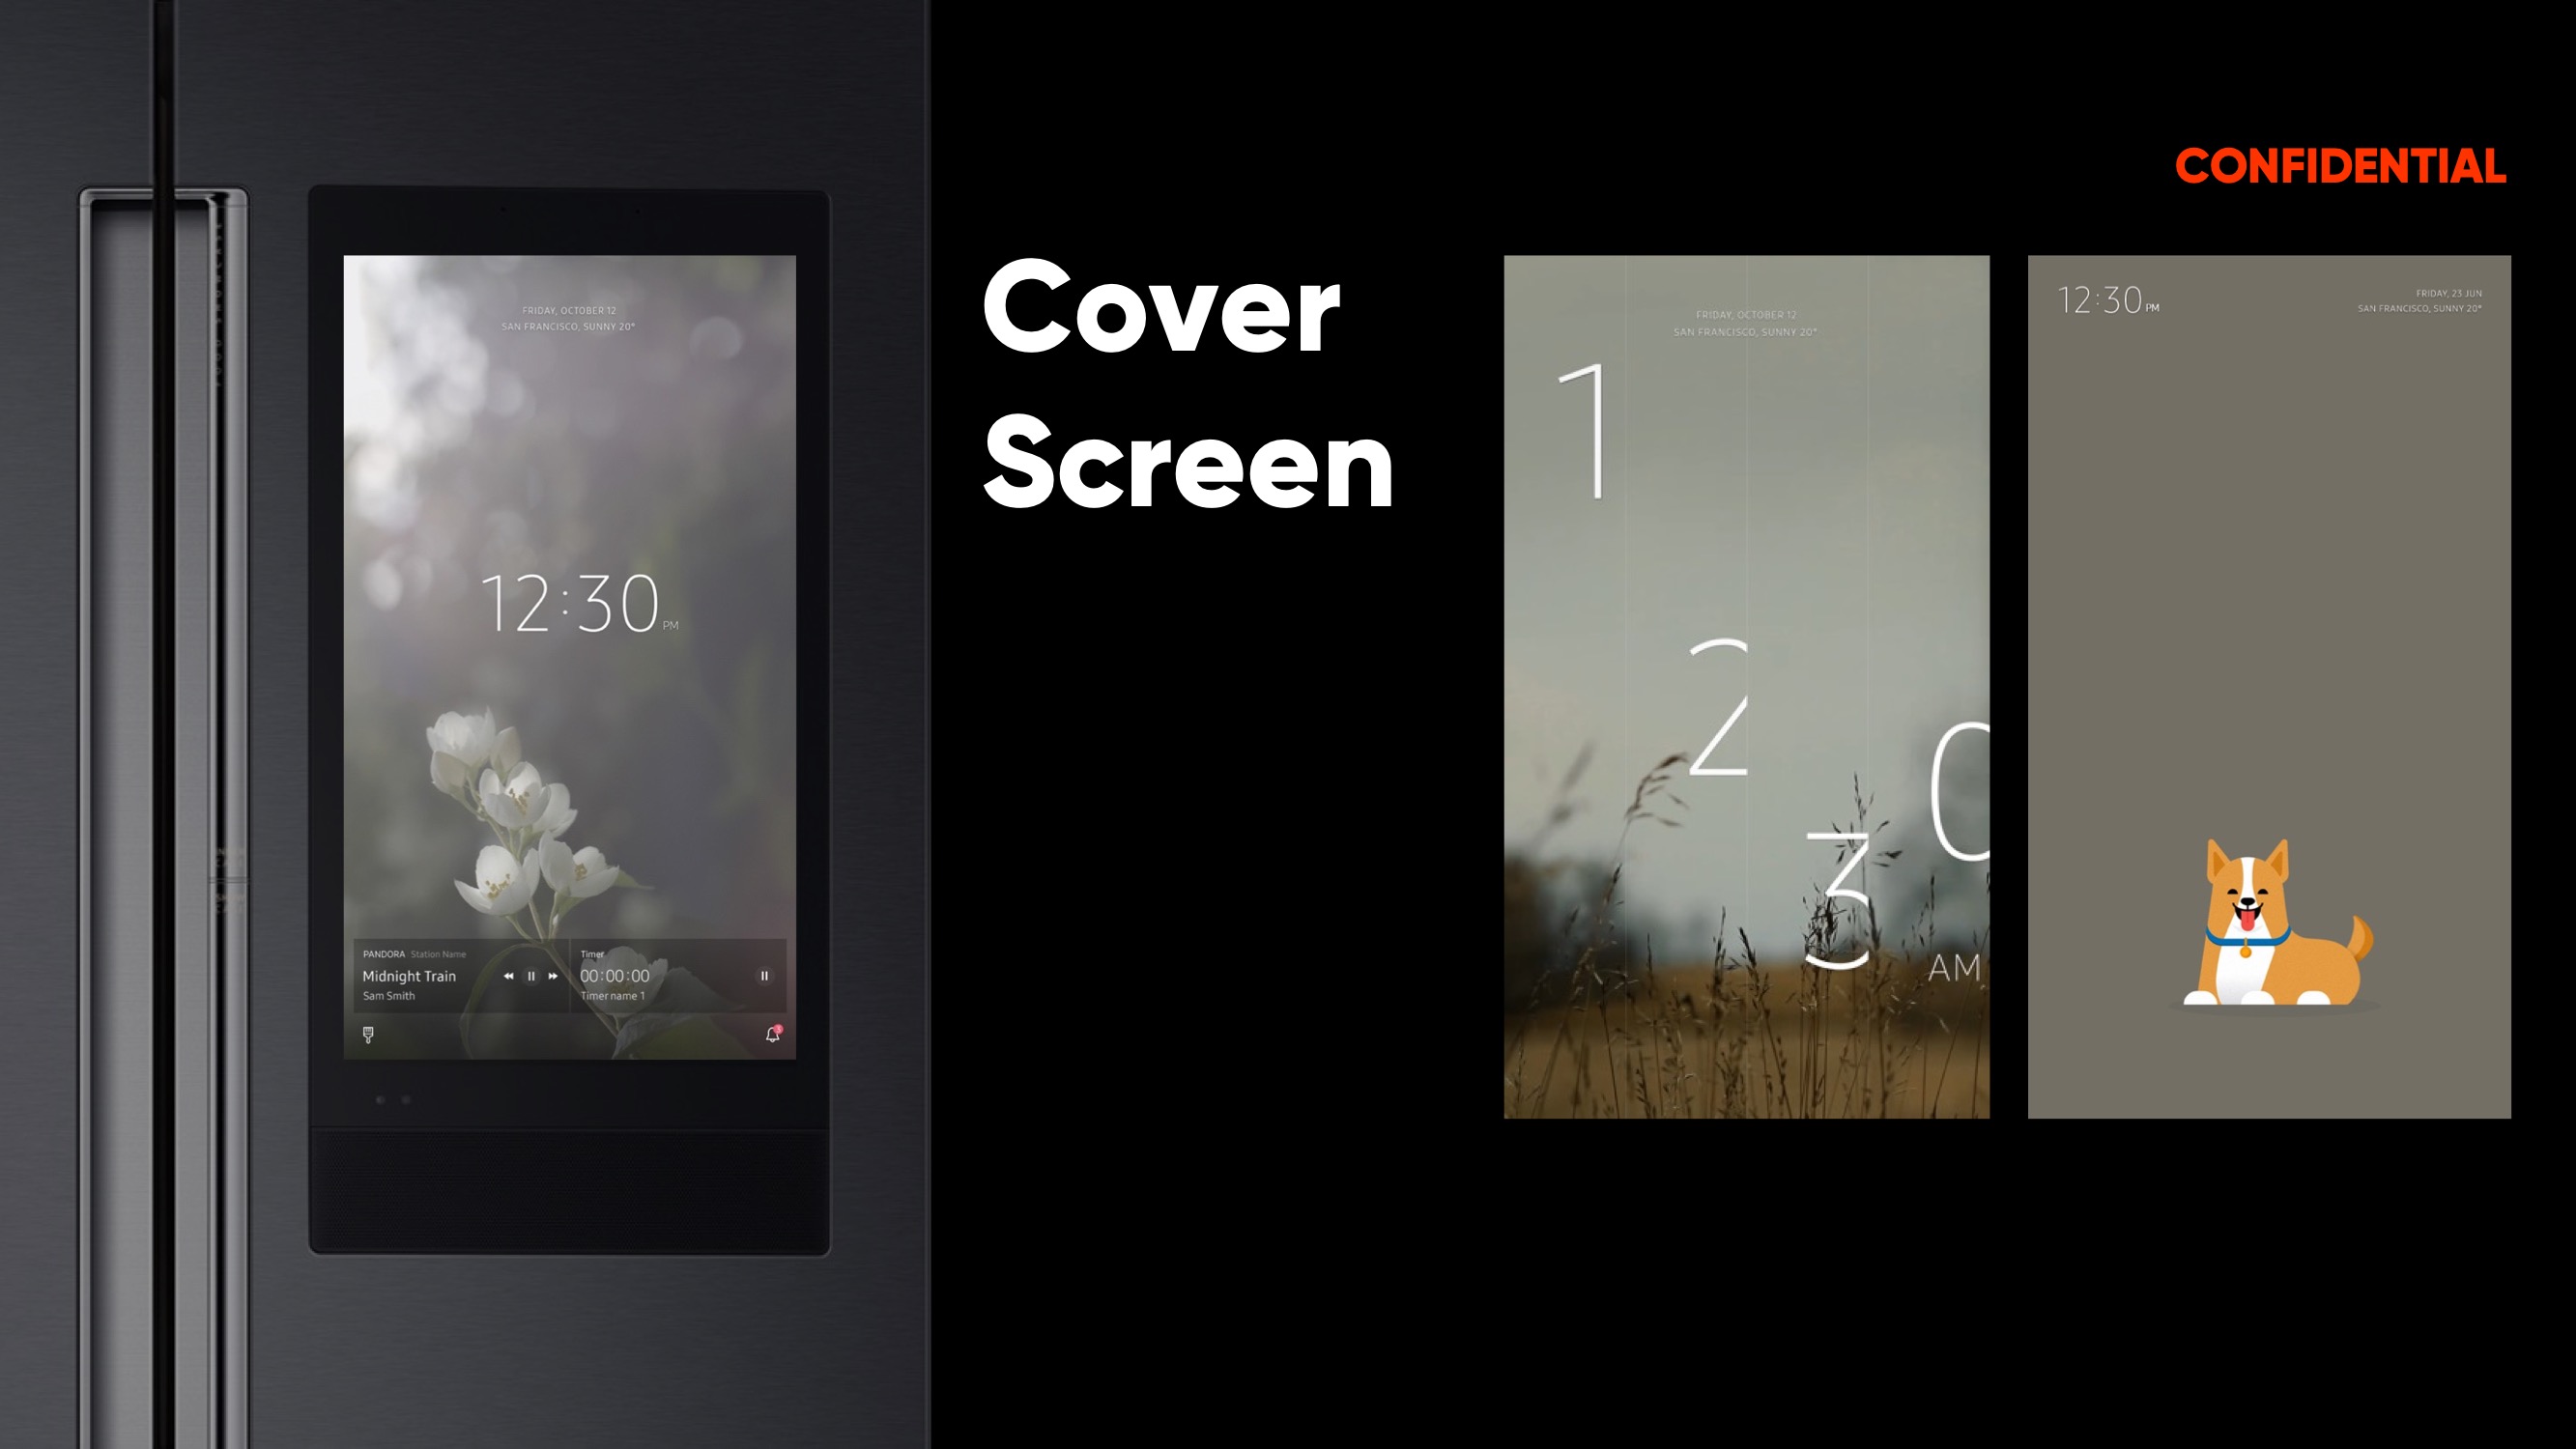 CONFIDENTIAL
Cover
Screen
FRIDAY, OCTOBER 12
SAN FRANCISCO, SUNNY 20°
12:30 PM
PANDORA Station Name
Midnight Train
Sam Smith
Timer
00:00:00
Timer name 1
3
FRIDAY, OCTOBER 12
SAN FRANCISCO, SUNNY 20°
1
2
3
0
AM
12:30 PM
FRIDAY, 23 JUN
SAN FRANCISCO, SUNNY 20°